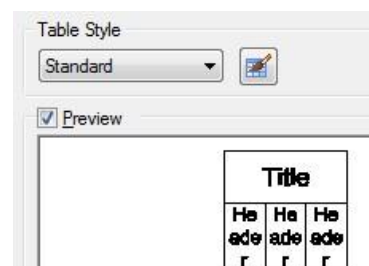 Table Style
Standard
Preview
Title
He He He
ade ade ade
r r r